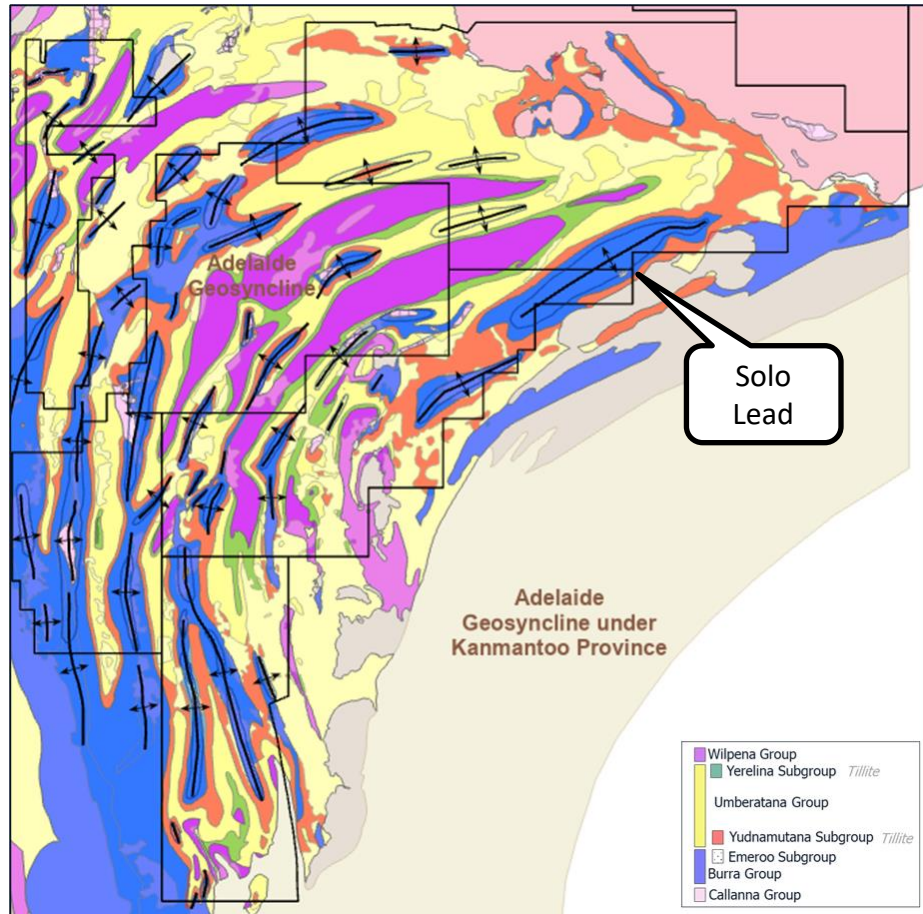 Adelaide
Geosyncline
Solo
Lead
Adelaide
Geosyncline under
Kanmantoo Province
Wilpena Group
Yerelina Subgroup Tillite
Umberatana Group
Yudnamutana Subgroup Tillite
Emeroo Subgroup
Burra Group
Callanna Group